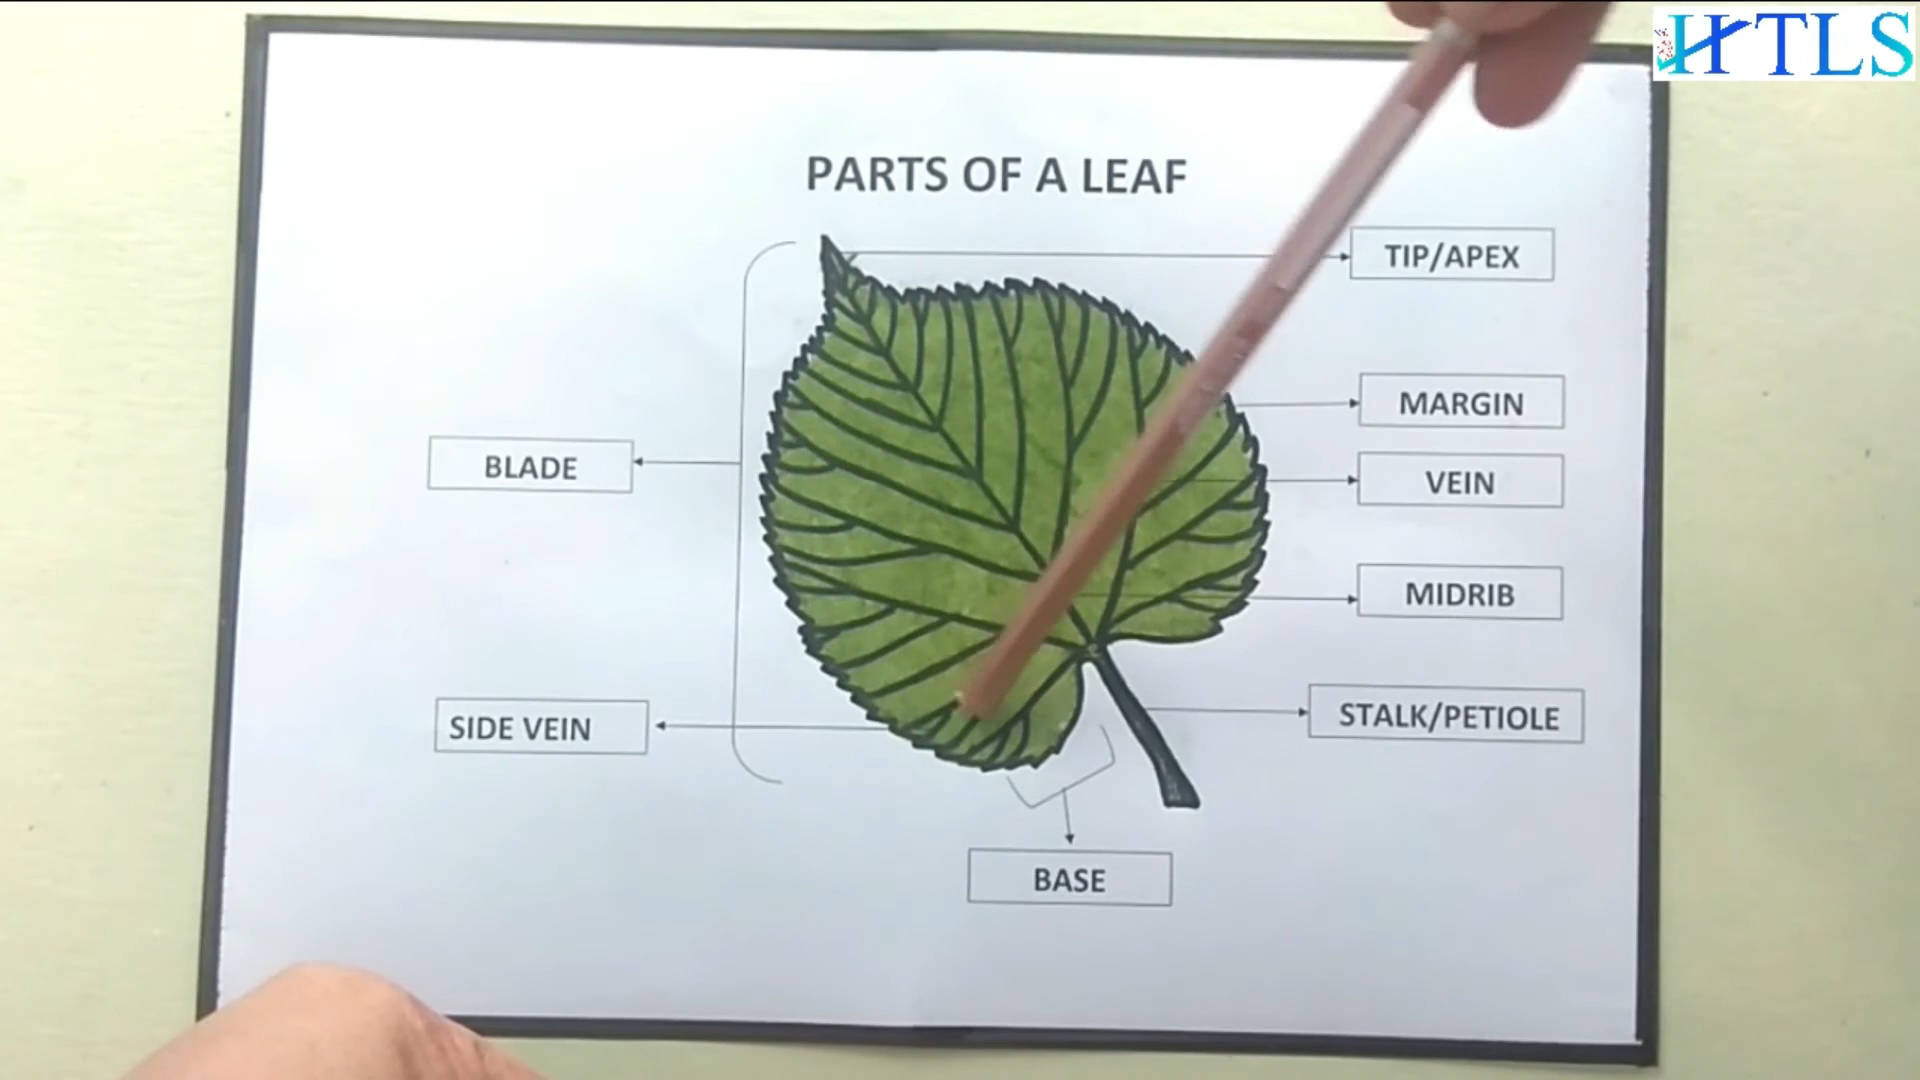 HTLS
PARTS OF A LEAF
TIP/APEX
MARGIN
BLADE
VEIN
MIDRIB
SIDE VEIN
STALK/PETIOLE
BASE